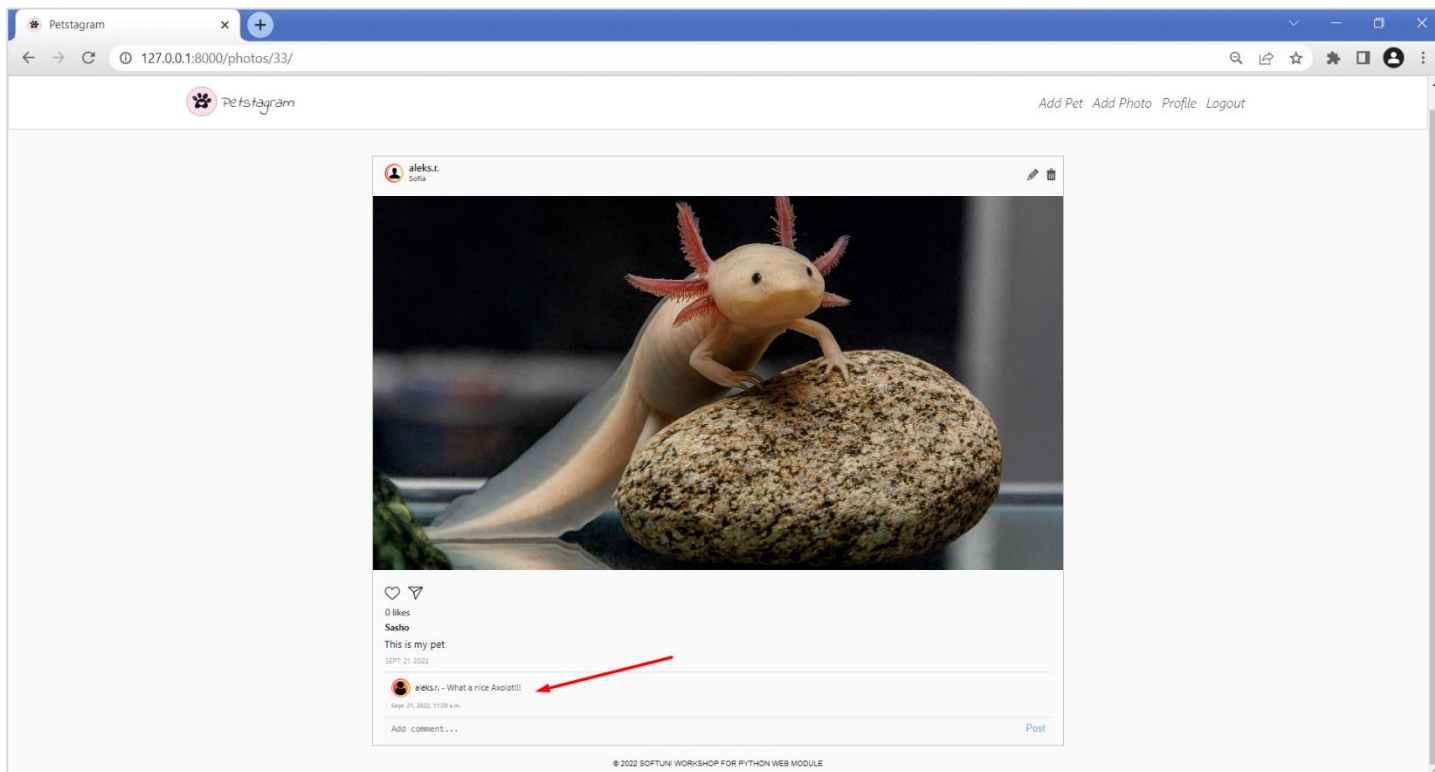 Petstagram
127.0.0.1:8000/photos/33/
Petstagram
Add Pet Add Photo Profile Logout
aleks.r.
Sofia
0 likes
Sasho
This is my pet
SEPT. 21, 2022
aleks.r. - What a nice Axolotl!!
Sept. 21, 2022, 11:29 a.m.
Add comment...
Post
© 2022 SOFTUNI WORKSHOP FOR PYTHON WEB MODULE